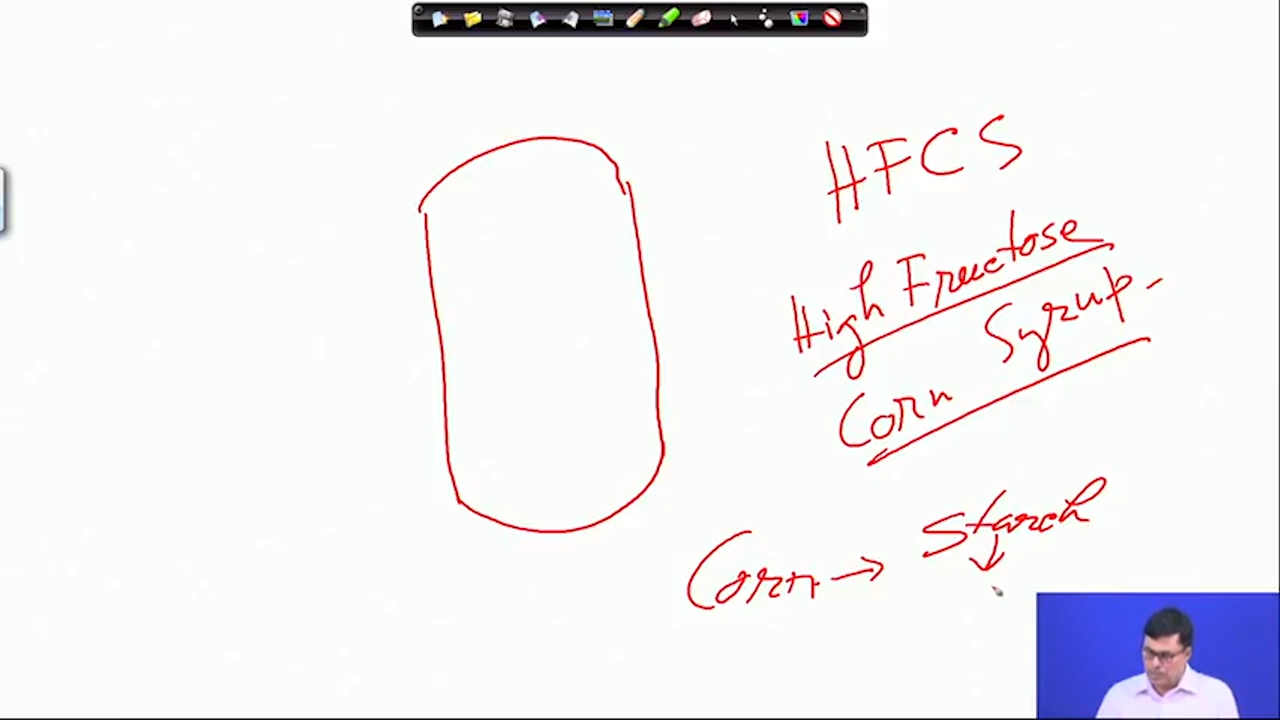 HFCS
High Fructose
Corn Syrup
Corn → Starch
↓